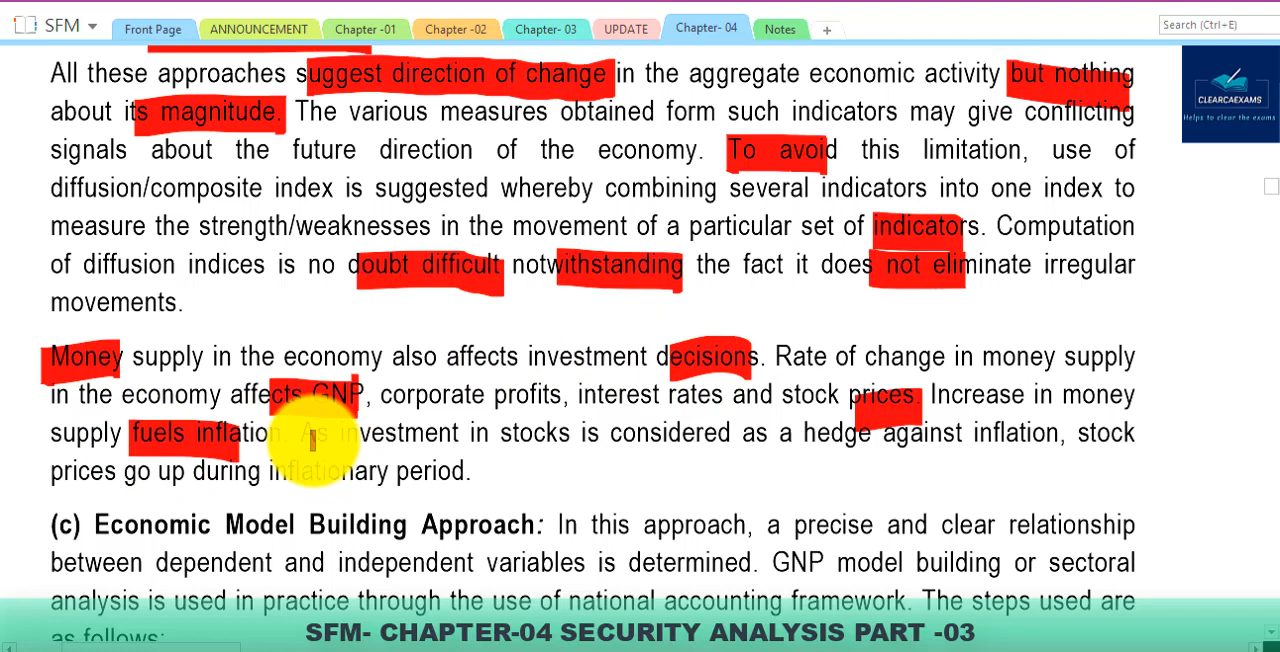 SFM
Front Page
ANNOUNCEMENT
Chapter -01
Chapter -02
Chapter- 03
UPDATE
Chapter- 04
Notes
Search (Ctrl+E)
All these approaches suggest direction of change in the aggregate economic activity but nothing
about its magnitude. The various measures obtained form such indicators may give conflicting
signals about the future direction of the economy. To avoid this limitation, use of
diffusion/composite index is suggested whereby combining several indicators into one index to
measure the strength/weaknesses in the movement of a particular set of indicators. Computation
of diffusion indices is no doubt difficult notwithstanding the fact it does not eliminate irregular
movements.
Money supply in the economy also affects investment decisions. Rate of change in money supply
in the economy affects GNP, corporate profits, interest rates and stock prices. Increase in money
supply fuels inflation. As investment in stocks is considered as a hedge against inflation, stock
prices go up during inflationary period.
(c) Economic Model Building Approach: In this approach, a precise and clear relationship
between dependent and independent variables is determined. GNP model building or sectoral
analysis is used in practice through the use of national accounting framework. The steps used are
as follows:
CLEARCAEXAMS
Helps to clear the exams
SFM- CHAPTER-04 SECURITY ANALYSIS PART -03